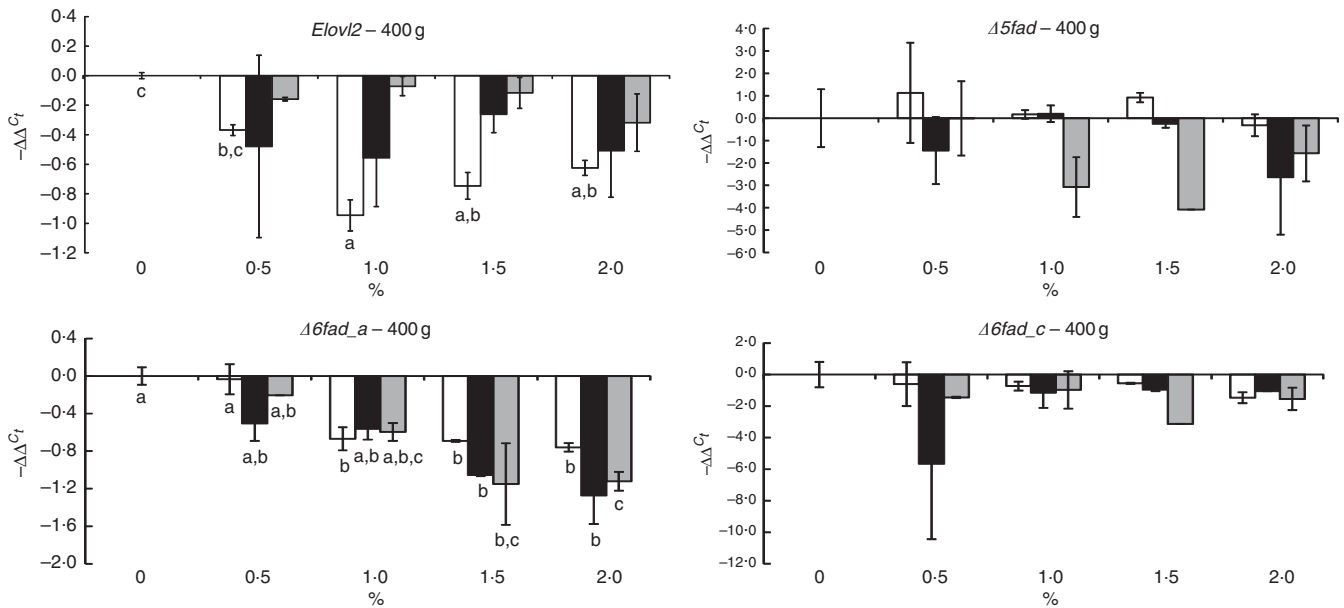 Elovl2 – 400 g
0·4
0·2
0·0
–0·2
–0·4
–0·6
–0·8
–1·0
–1·2
–ΔΔCt
c
b,c
a
a,b
a,b
0 0·5 1·0 1·5 2·0
%
Δ5fad – 400 g
4·0
3·0
2·0
1·0
0·0
–1·0
–2·0
–3·0
–4·0
–5·0
–6·0
–ΔΔCt
0 0·5 1·0 1·5 2·0
%
Δ6fad_a – 400 g
0·4
0·0
–0·4
–0·8
–1·2
–1·6
–2·0
–ΔΔCt
a
a
a,b
a,b
b
a,b
a,b,c
b
b
b,c
b
b
c
0 0·5 1·0 1·5 2·0
%
Δ6fad_c – 400 g
2·0
0·0
–2·0
–4·0
–6·0
–8·0
–10·0
–12·0
–ΔΔCt
0 0·5 1·0 1·5 2·0
%